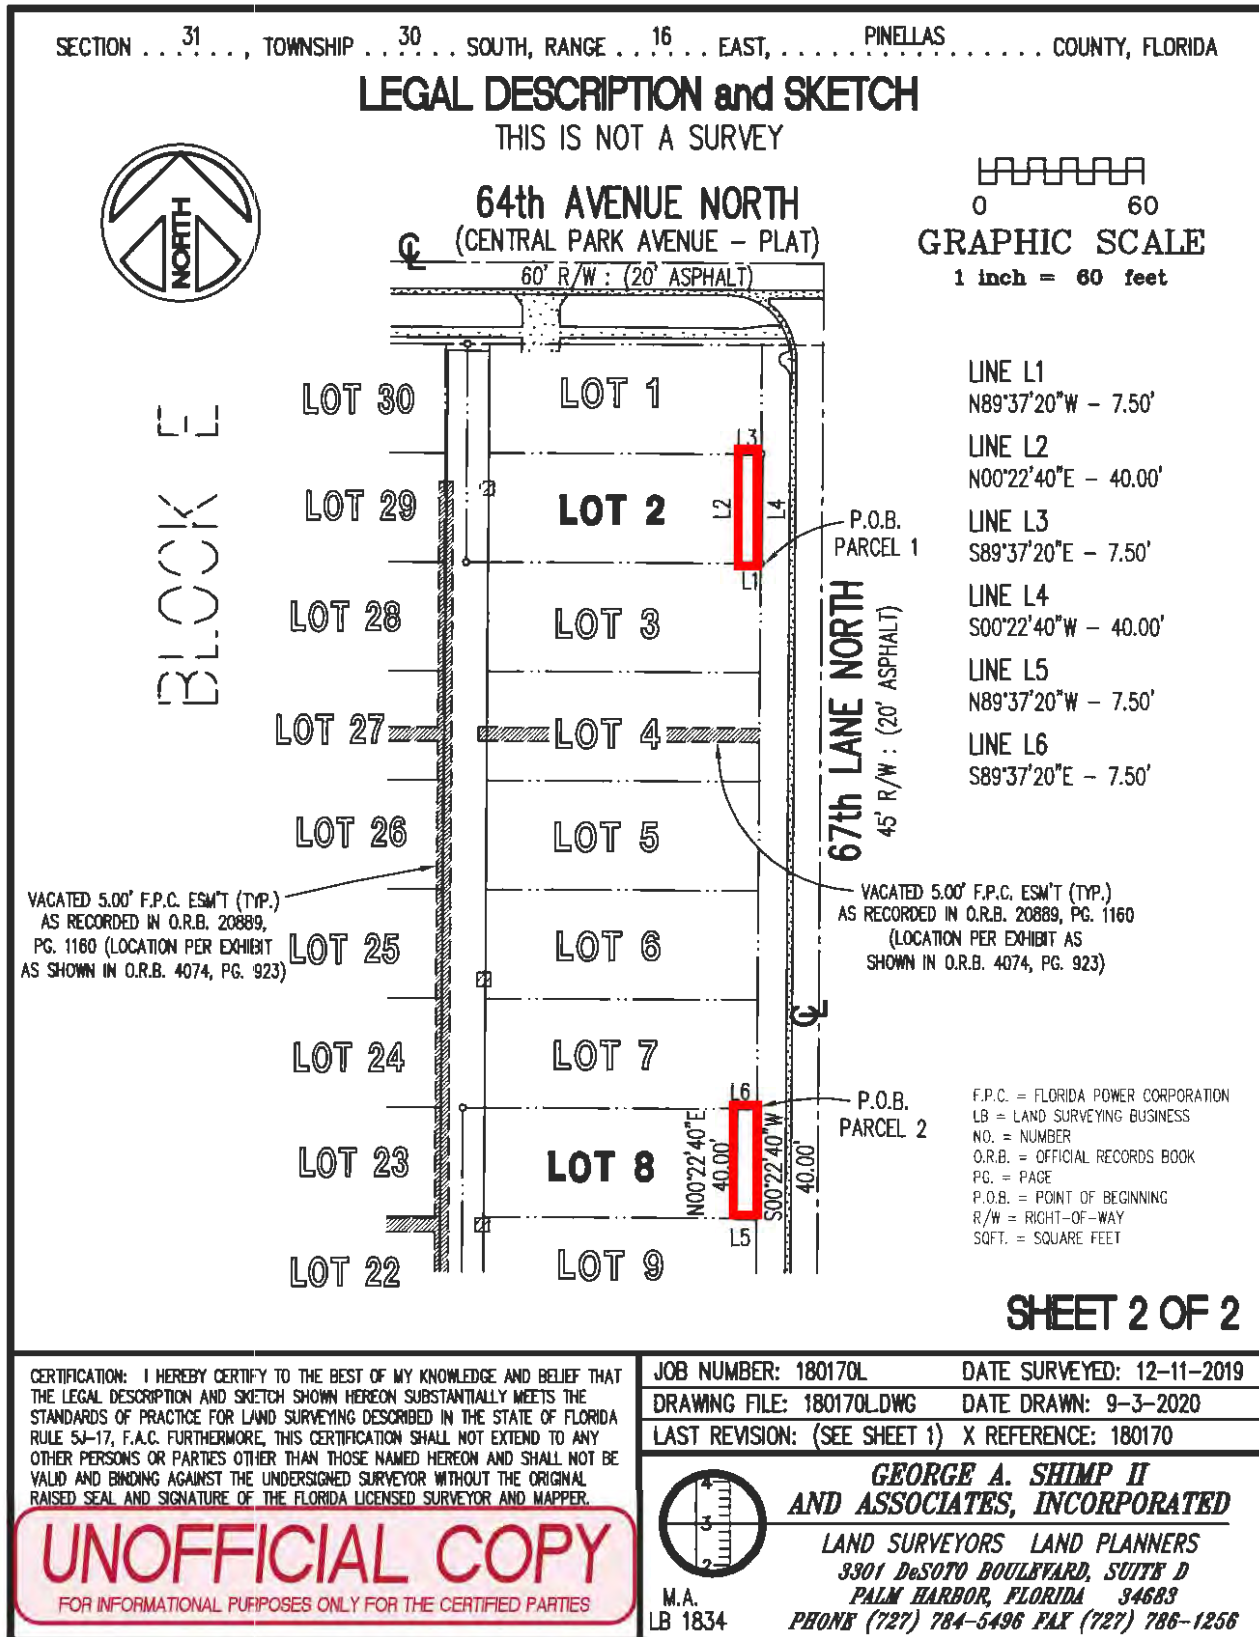 SECTION . . . 31 . . . , TOWNSHIP . . . 30 . . . SOUTH, RANGE . . . 16 . . . EAST, . . . . . . PINELLAS . . . . . . . COUNTY, FLORIDA
LEGAL DESCRIPTION and SKETCH
THIS IS NOT A SURVEY
NORTH
64th AVENUE NORTH
(CENTRAL PARK AVENUE - PLAT)
60' R/W : (20' ASPHALT)
0 60
GRAPHIC SCALE
1 inch = 60 feet
BLOCK E
LOT 30
LOT 29
LOT 28
LOT 27
LOT 26
LOT 25
LOT 24
LOT 23
LOT 22
LOT 1
LOT 2
LOT 3
LOT 4
LOT 5
LOT 6
LOT 7
LOT 8
LOT 9
L3
L2
L4
L1
P.O.B.
PARCEL 1
67th LANE NORTH
45' R/W : (20' ASPHALT)
LINE L1
N89°37'20"W - 7.50'
LINE L2
N00°22'40"E - 40.00'
LINE L3
S89°37'20"E - 7.50'
LINE L4
S00°22'40"W - 40.00'
LINE L5
N89°37'20"W - 7.50'
LINE L6
S89°37'20"E - 7.50'
VACATED 5.00' F.P.C. ESM'T (TYP.)
AS RECORDED IN O.R.B. 20889,
PG. 1160 (LOCATION PER EXHIBIT
AS SHOWN IN O.R.B. 4074, PG. 923)
VACATED 5.00' F.P.C. ESM'T (TYP.)
AS RECORDED IN O.R.B. 20889, PG. 1160
(LOCATION PER EXHIBIT AS
SHOWN IN O.R.B. 4074, PG. 923)
L6
N00°22'40"E
40.00'
S00°22'40"W
40.00'
L5
P.O.B.
PARCEL 2
F.P.C. = FLORIDA POWER CORPORATION
LB = LAND SURVEYING BUSINESS
NO. = NUMBER
O.R.B. = OFFICIAL RECORDS BOOK
PG. = PAGE
P.O.B. = POINT OF BEGINNING
R/W = RIGHT-OF-WAY
SQFT. = SQUARE FEET
SHEET 2 OF 2
CERTIFICATION: I HEREBY CERTIFY TO THE BEST OF MY KNOWLEDGE AND BELIEF THAT
THE LEGAL DESCRIPTION AND SKETCH SHOWN HEREON SUBSTANTIALLY MEETS THE
STANDARDS OF PRACTICE FOR LAND SURVEYING DESCRIBED IN THE STATE OF FLORIDA
RULE 5J-17, F.A.C. FURTHERMORE, THIS CERTIFICATION SHALL NOT EXTEND TO ANY
OTHER PERSONS OR PARTIES OTHER THAN THOSE NAMED HEREON AND SHALL NOT BE
VALID AND BINDING AGAINST THE UNDERSIGNED SURVEYOR WITHOUT THE ORIGINAL
RAISED SEAL AND SIGNATURE OF THE FLORIDA LICENSED SURVEYOR AND MAPPER.
UNOFFICIAL COPY
FOR INFORMATIONAL PURPOSES ONLY FOR THE CERTIFIED PARTIES
JOB NUMBER: 180170L DATE SURVEYED: 12-11-2019
DRAWING FILE: 180170L.DWG DATE DRAWN: 9-3-2020
LAST REVISION: (SEE SHEET 1) X REFERENCE: 180170
4
3
2
M.A.
LB 1834
GEORGE A. SHIMP II
AND ASSOCIATES, INCORPORATED
LAND SURVEYORS LAND PLANNERS
3301 DeSOTO BOULEVARD, SUITE D
PALM HARBOR, FLORIDA 34683
PHONE (727) 784-5496 FAX (727) 786-1256